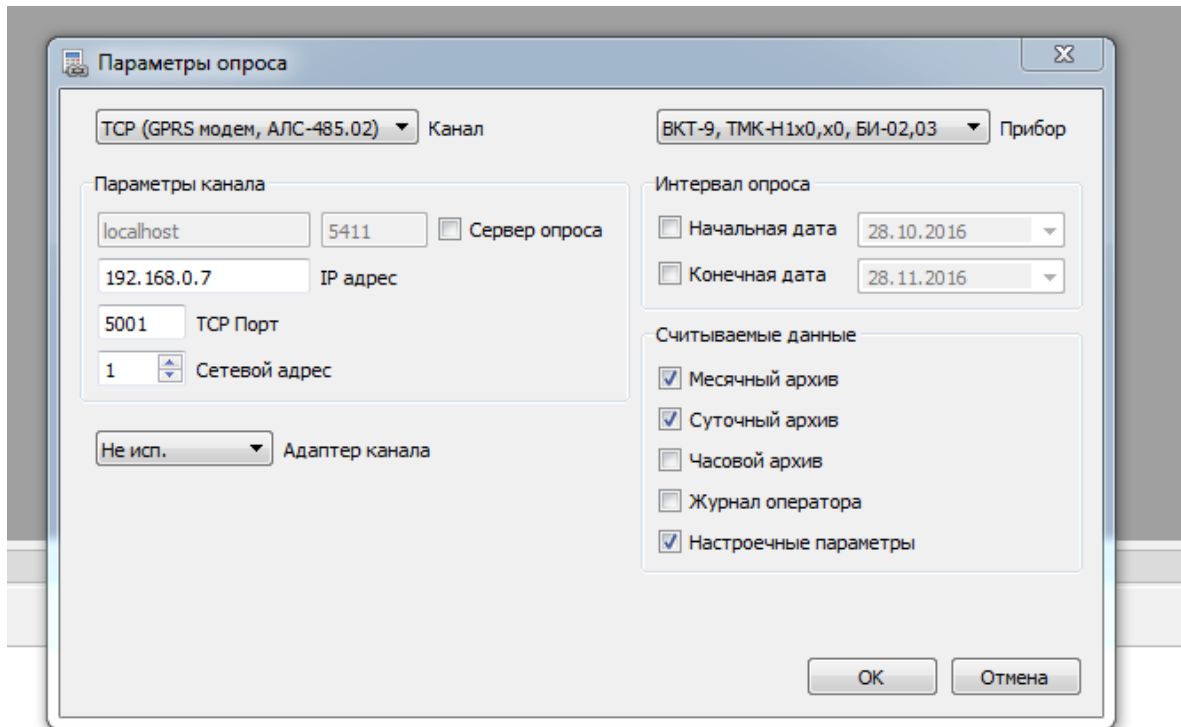 Параметры опроса
TCP (GPRS модем, АЛС-485.02) Канал
ВКТ-9, ТМК-Н1х0,х0, БИ-02,03 Прибор
Параметры канала
localhost 5411 Сервер опроса
192.168.0.7 IP адрес
5001 TCP Порт
1 Сетевой адрес
Не исп. Адаптер канала
Интервал опроса
Начальная дата 28.10.2016
Конечная дата 28.11.2016
Считываемые данные
Месячный архив
Суточный архив
Часовой архив
Журнал оператора
Настроечные параметры
ОК Отмена